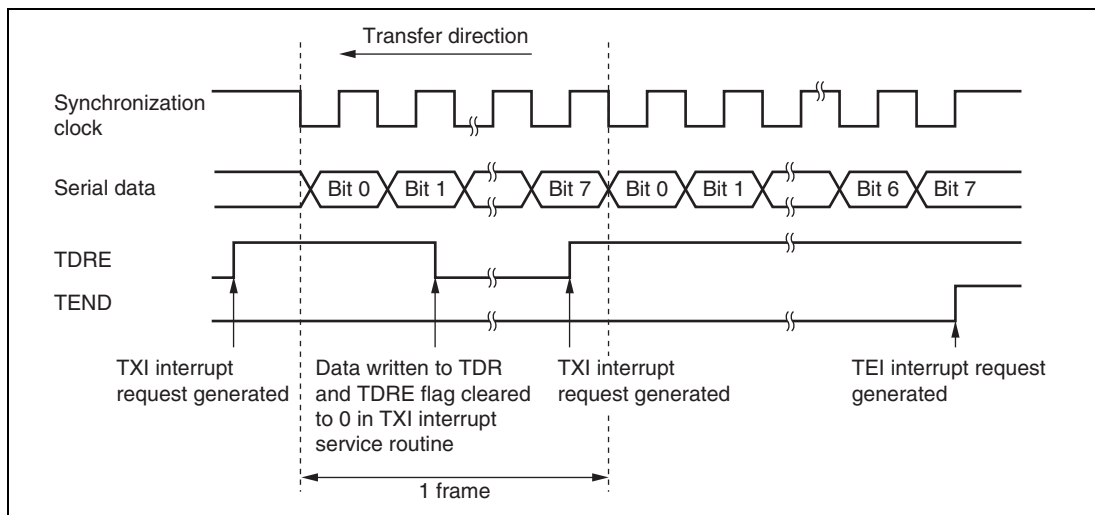 Transfer direction
Synchronization
clock
Serial data
Bit 0
Bit 1
Bit 7
Bit 0
Bit 1
Bit 6
Bit 7
TDRE
TEND
TXI interrupt
request generated
Data written to TDR
and TDRE flag cleared
to 0 in TXI interrupt
service routine
TXI interrupt
request generated
TEI interrupt request
generated
1 frame